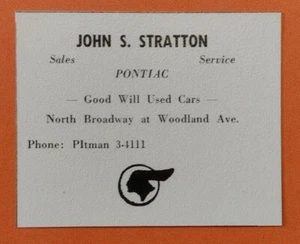 JOHN S. STRATTON
Sales Service
PONTIAC
— Good Will Used Cars —
North Broadway at Woodland Ave.
Phone: PItman 3-4111